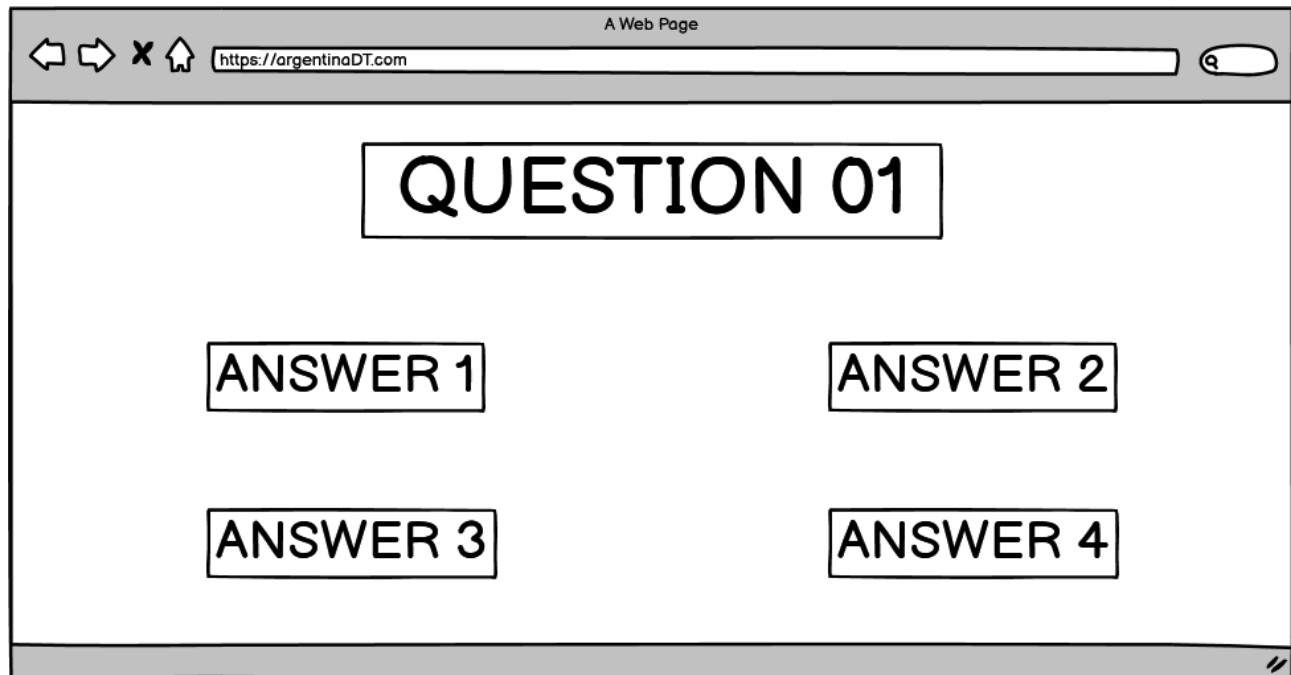 A Web Page
https://argentinaDT.com
QUESTION 01
ANSWER 1
ANSWER 2
ANSWER 3
ANSWER 4